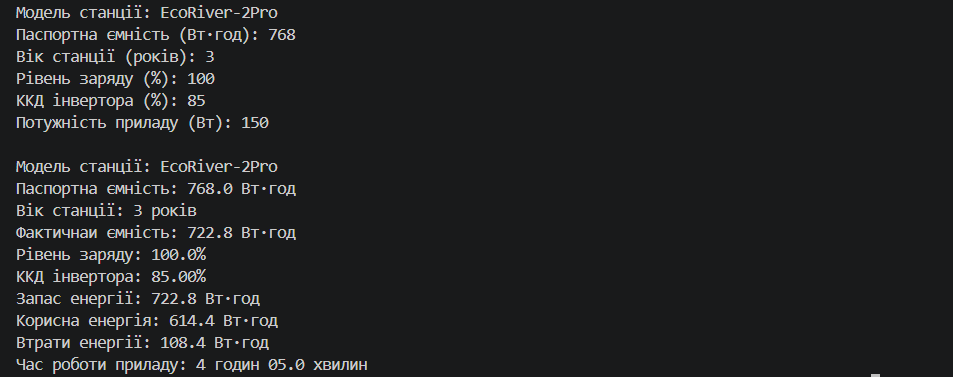 Модель станції: EcoRiver-2Pro
Паспортна ємність (Вт·год): 768
Вік станції (років): 3
Рівень заряду (%): 100
ККД інвертора (%): 85
Потужність приладу (Вт): 150
Модель станції: EcoRiver-2Pro
Паспортна ємність: 768.0 Вт·год
Вік станції: 3 років
Фактичнаи ємність: 722.8 Вт·год
Рівень заряду: 100.0%
ККД інвертора: 85.00%
Запас енергії: 722.8 Вт·год
Корисна енергія: 614.4 Вт·год
Втрати енергії: 108.4 Вт·год
Час роботи приладу: 4 годин 05.0 хвилин